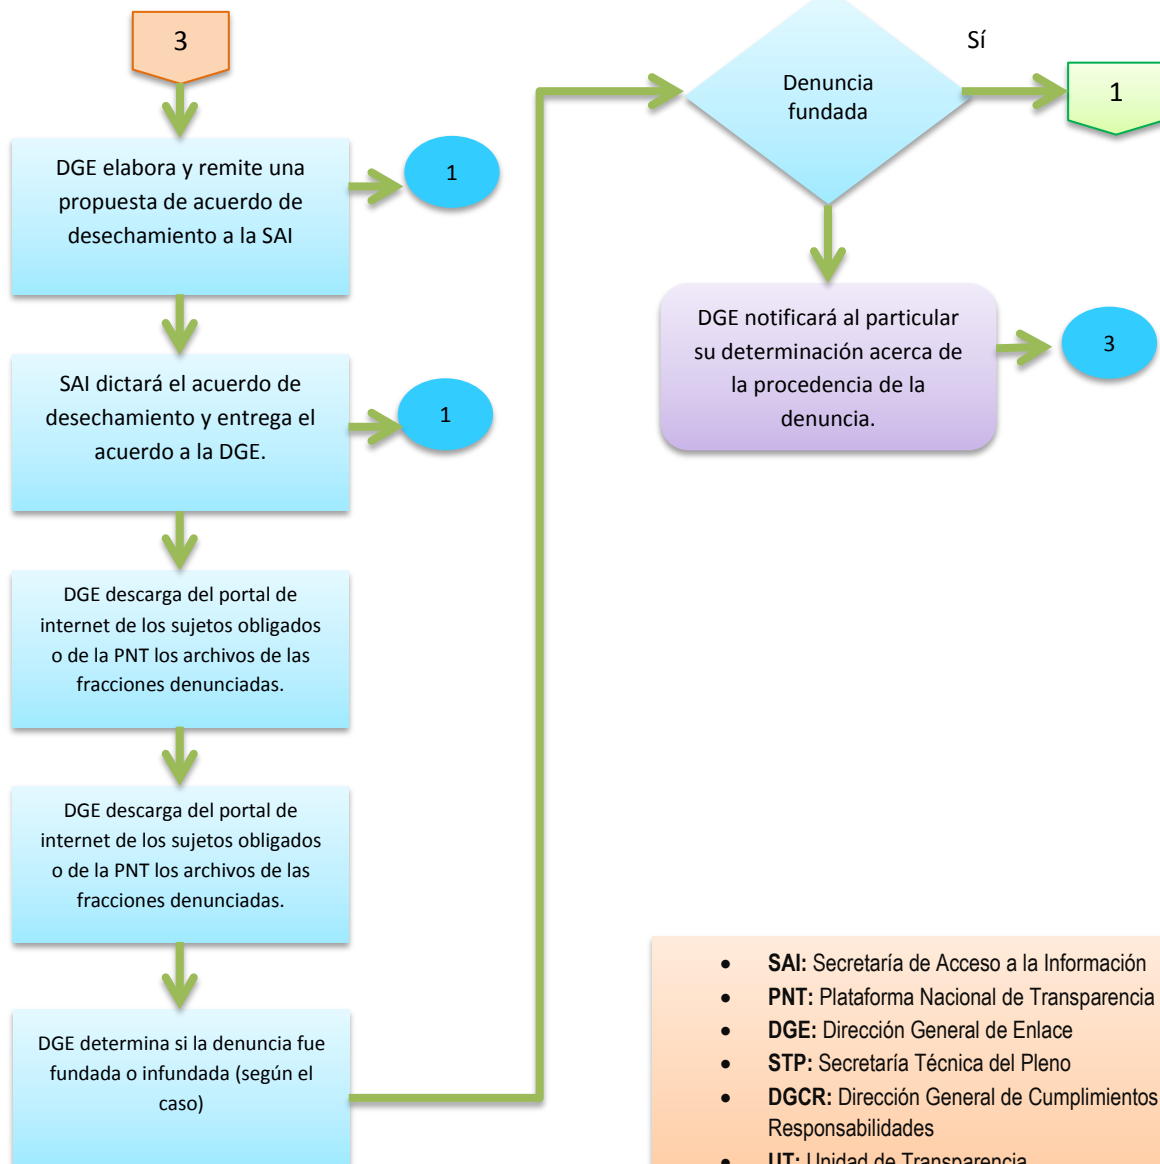 3
DGE elabora y remite una
propuesta de acuerdo de
desechamiento a la SAI
1
SAI dictará el acuerdo de
desechamiento y entrega el
acuerdo a la DGE.
1
DGE descarga del portal de
internet de los sujetos obligados
o de la PNT los archivos de las
fracciones denunciadas.
DGE descarga del portal de
internet de los sujetos obligados
o de la PNT los archivos de las
fracciones denunciadas.
DGE determina si la denuncia fue
fundada o infundada (según el
caso)
Denuncia
fundada
Sí
1
DGE notificará al particular
su determinación acerca de
la procedencia de la
denuncia.
3
• SAI: Secretaría de Acceso a la Información
• PNT: Plataforma Nacional de Transparencia
• DGE: Dirección General de Enlace
• STP: Secretaría Técnica del Pleno
• DGCR: Dirección General de Cumplimientos
Responsabilidades
• UT: Unidad de Transparencia